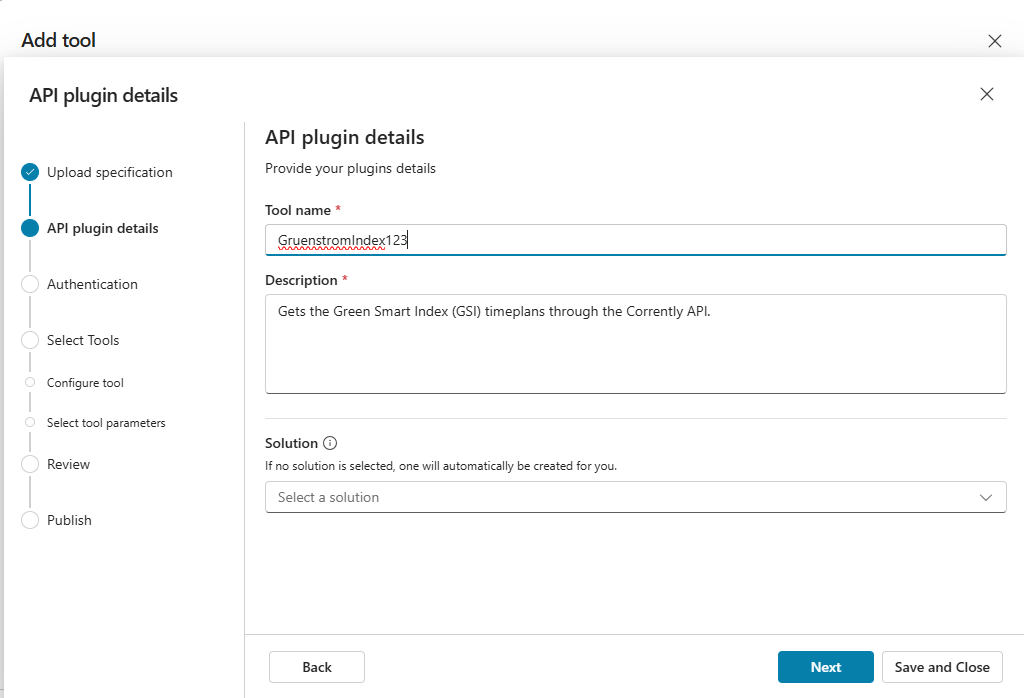 Add tool
API plugin details
Upload specification
API plugin details
Authentication
Select Tools
Configure tool
Select tool parameters
Review
Publish
API plugin details
Provide your plugins details
Tool name *
GruenstromIndex123
Description *
Gets the Green Smart Index (GSI) timeplans through the Corrently API.
Solution
If no solution is selected, one will automatically be created for you.
Select a solution
Back
Next
Save and Close